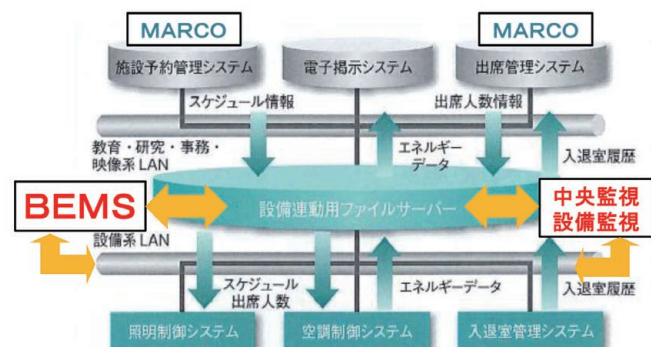 MARCO
MARCO
施設予約管理システム
電子掲示システム
出席管理システム
スケジュール情報
出席人数情報
教育・研究・事務・
映像系 LAN
エネルギー
データ
入退室履歴
BEMS
設備連動用ファイルサーバー
中央監視
設備監視
設備系 LAN
スケジュール
出席人数
エネルギーデータ
入退室履歴
照明制御システム
空調制御システム
入退室管理システム